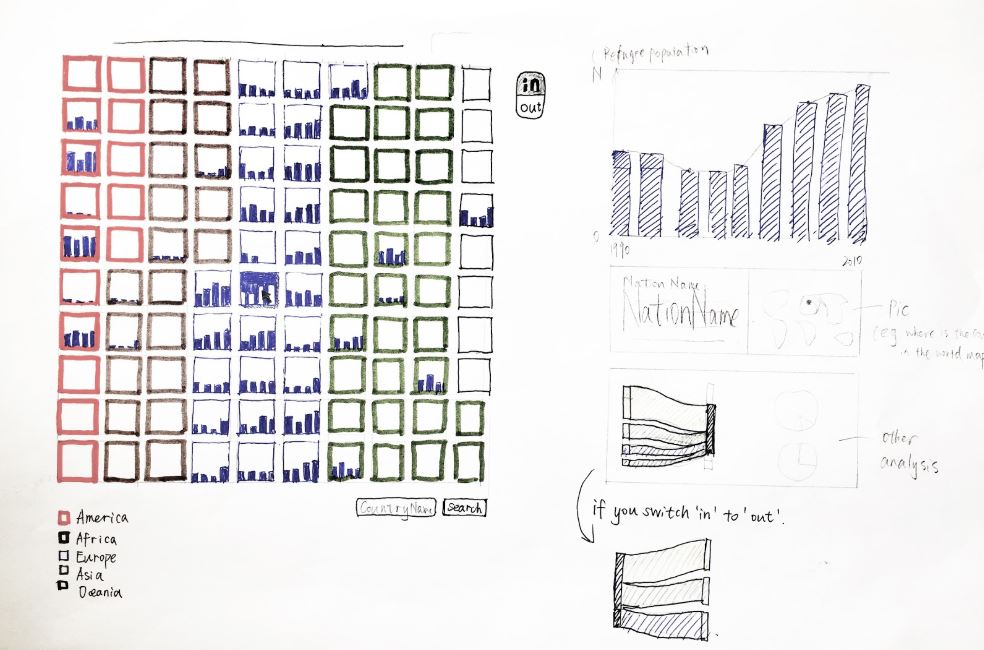 in
out
CountryName
search
America
Africa
Europe
Asia
Oceania
Refugee population
N
0
1990
2010
Nation Name
NationName
Pic
(eg where is the
in the world map
other
analysis
if you switch 'in' to 'out'.